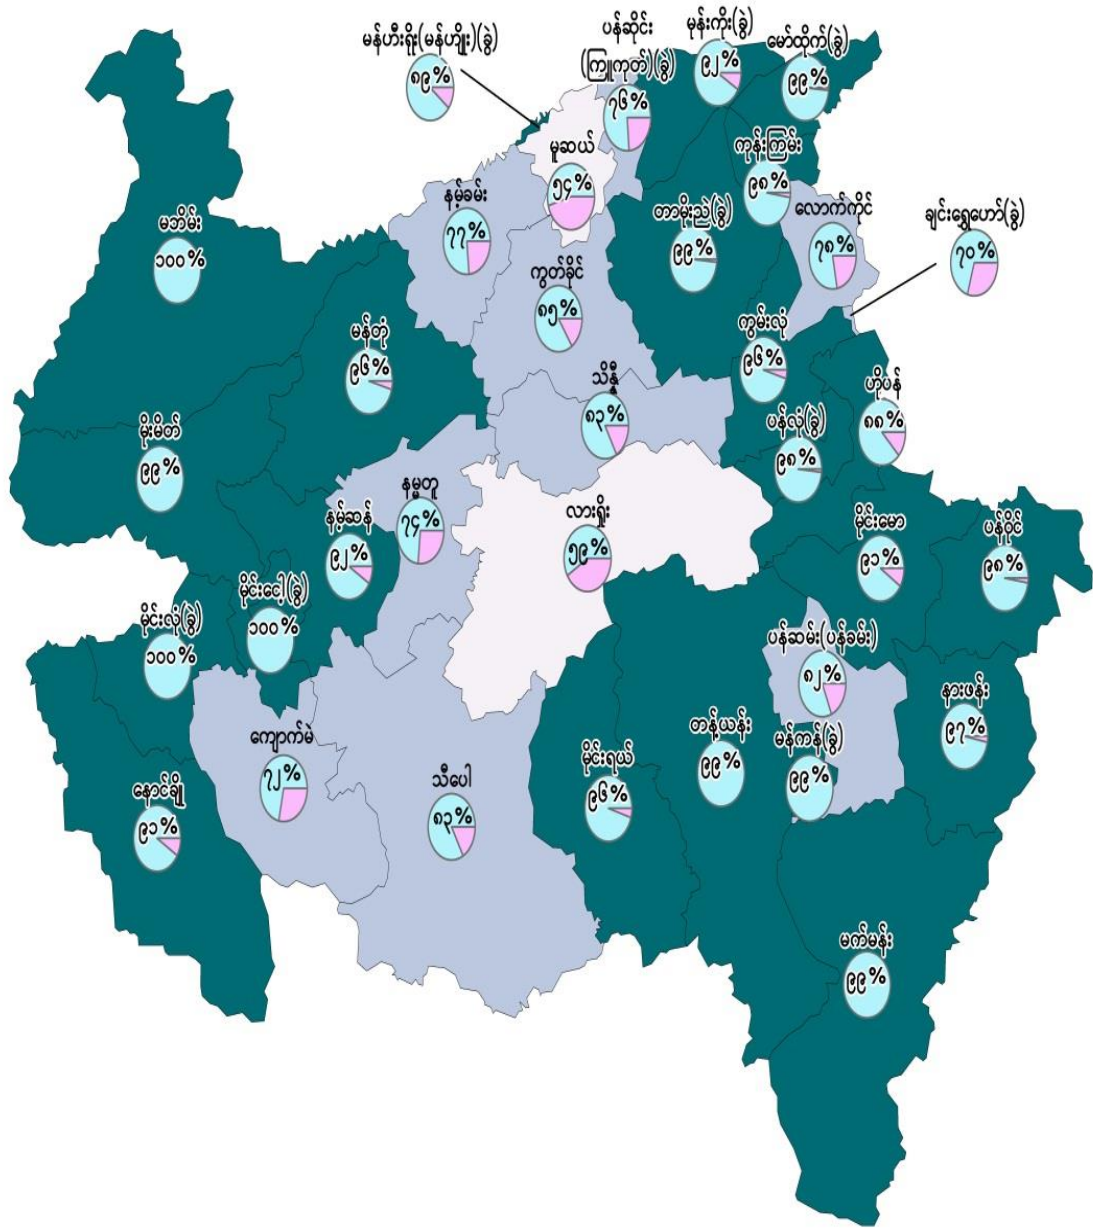 မန်ဟီးရိုး(မန်ဟျိုး)(ခွဲ)
၈၉%
ပန်ဆိုင်း
(ကြူကုတ်)(ခွဲ)
၇၆%
မုန်းကိုး(ခွဲ)
၉၂%
မော်ထိုက်(ခွဲ)
၉၉%
မူဆယ်
၅၄%
ကုန်းကြမ်း
၉၈%
နမ့်ခမ်း
၇၇%
မဘိမ်း
၁၀၀%
တာမိုးညဲ(ခွဲ)
၉၉%
လောက်ကိုင်
၇၈%
ချင်းရွှေဟော်(ခွဲ)
၇၀%
ကွတ်ခိုင်
၈၅%
မန်တုံ
၉၆%
ကွမ်းလုံ
၉၆%
သိန္နီ
၈၃%
ဟိုပန်
၈၈%
မိုးမိတ်
၉၉%
ပန်လုံ(ခွဲ)
၉၈%
နမ္မတူ
၇၄%
လားရှိုး
၅၉%
နမ့်ဆန်
၉၂%
မိုင်းမော
၉၁%
ပန်ဝိုင်
၉၈%
မိုင်းငေါ့(ခွဲ)
၁၀၀%
မိုင်းလုံ(ခွဲ)
၁၀၀%
ပန်ဆမ်း(ပန်ခမ်း)
၈၂%
နားဖန်း
၉၇%
ကျောက်မဲ
၇၂%
တန့်ယန်း
၉၉%
မန်ကန်(ခွဲ)
၉၉%
မိုင်းရယ်
၉၆%
သီပေါ
၈၃%
နောင်ချို
၉၁%
မက်မန်း
၉၉%